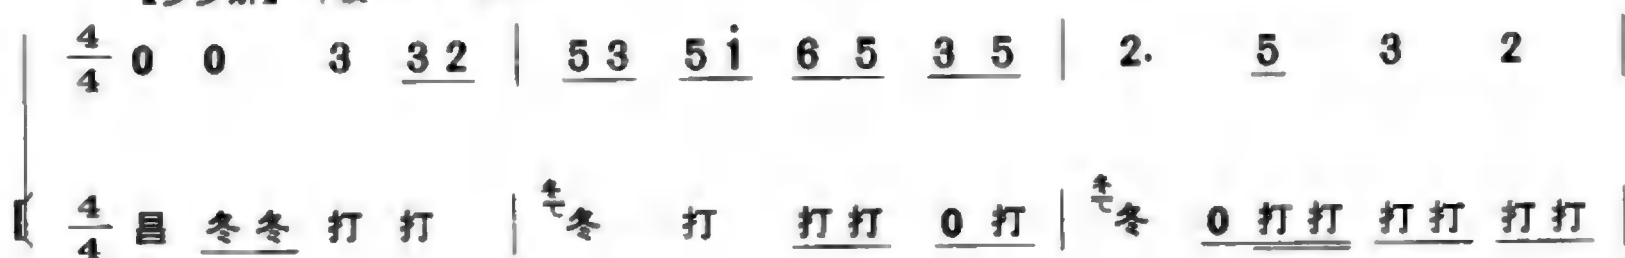 4/4 0 0 3 3 2 | 5 3 5 i 6 5 3 5 | 2. 5 3 2 |
4/4 昌 冬冬 打 打 | 冬 打 打打 0 打 | 冬 0 打打 打打 打打 |